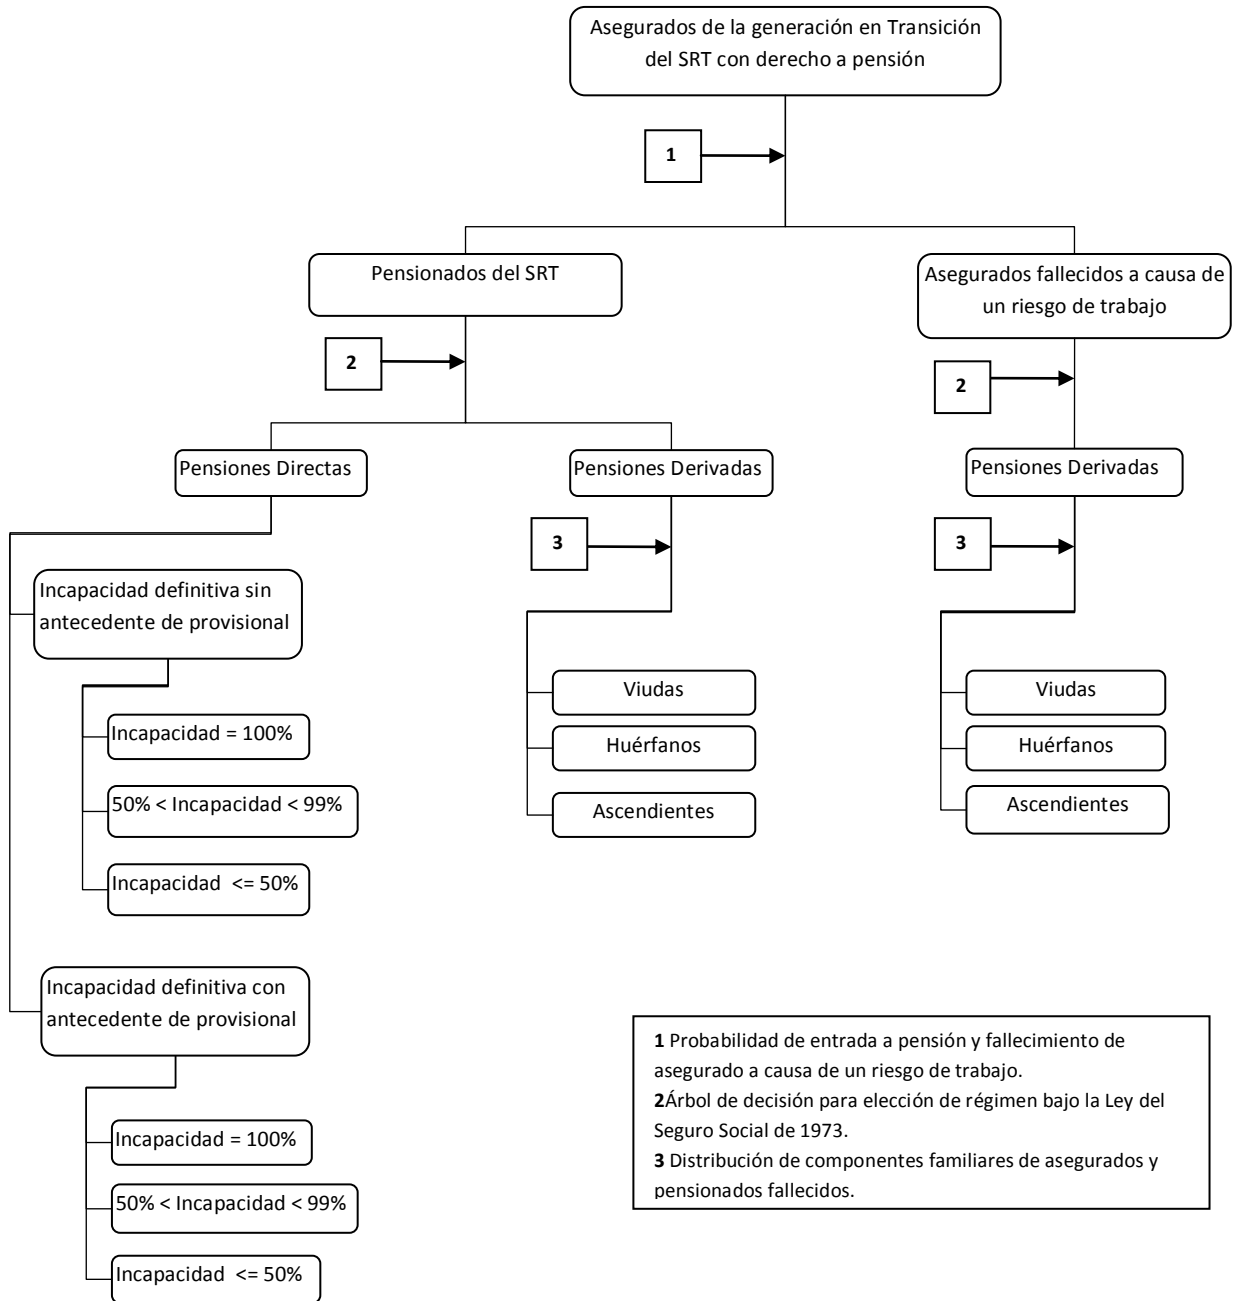 Asegurados de la generación en Transición
del SRT con derecho a pensión
1
Pensionados del SRT
Asegurados fallecidos a causa de
un riesgo de trabajo
2
2
Pensiones Directas
Pensiones Derivadas
Pensiones Derivadas
3
3
Incapacidad definitiva sin
antecedente de provisional
Incapacidad = 100%
50% < Incapacidad < 99%
Incapacidad <= 50%
Viudas
Huérfanos
Ascendientes
Viudas
Huérfanos
Ascendientes
Incapacidad definitiva con
antecedente de provisional
Incapacidad = 100%
50% < Incapacidad < 99%
Incapacidad <= 50%
1 Probabilidad de entrada a pensión y fallecimiento de
asegurado a causa de un riesgo de trabajo.
2Árbol de decisión para elección de régimen bajo la Ley del
Seguro Social de 1973.
3 Distribución de componentes familiares de asegurados y
pensionados fallecidos.